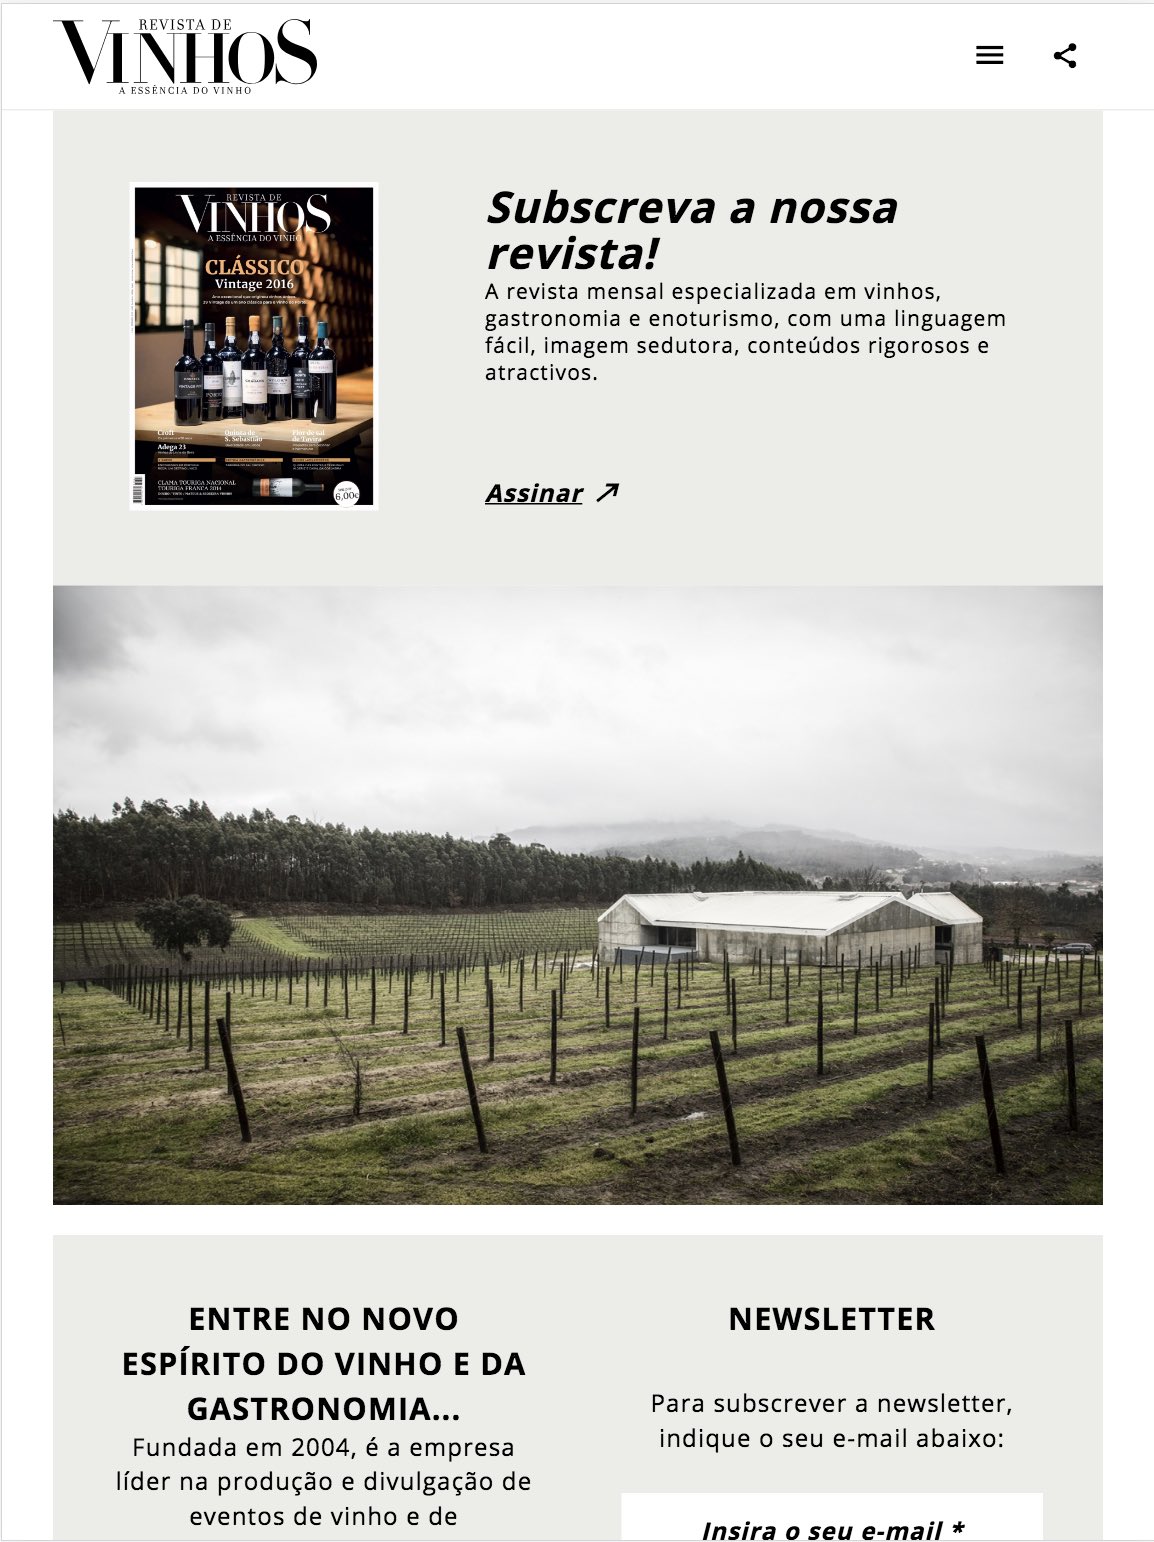 REVISTA DE
VINHOS
A ESSÊNCIA DO VINHO
REVISTA DE
VINHOS
A ESSÊNCIA DO VINHO
CLÁSSICO
Vintage 2016
Croft
Quinta de
S. Sebastião
Flor de sal
de Tavira
Adega 23
CLAMA TOURIGA NACIONAL
TOURIGA FRANCA 2014
6,00€
Subscreva a nossa
revista!
A revista mensal especializada em vinhos,
gastronomia e enoturismo, com uma linguagem
fácil, imagem sedutora, conteúdos rigorosos e
atractivos.
Assinar
ENTRE NO NOVO
ESPÍRITO DO VINHO E DA
GASTRONOMIA...
Fundada em 2004, é a empresa
líder na produção e divulgação de
eventos de vinho e de
NEWSLETTER
Para subscrever a newsletter,
indique o seu e-mail abaixo:
Insira o seu e-mail *